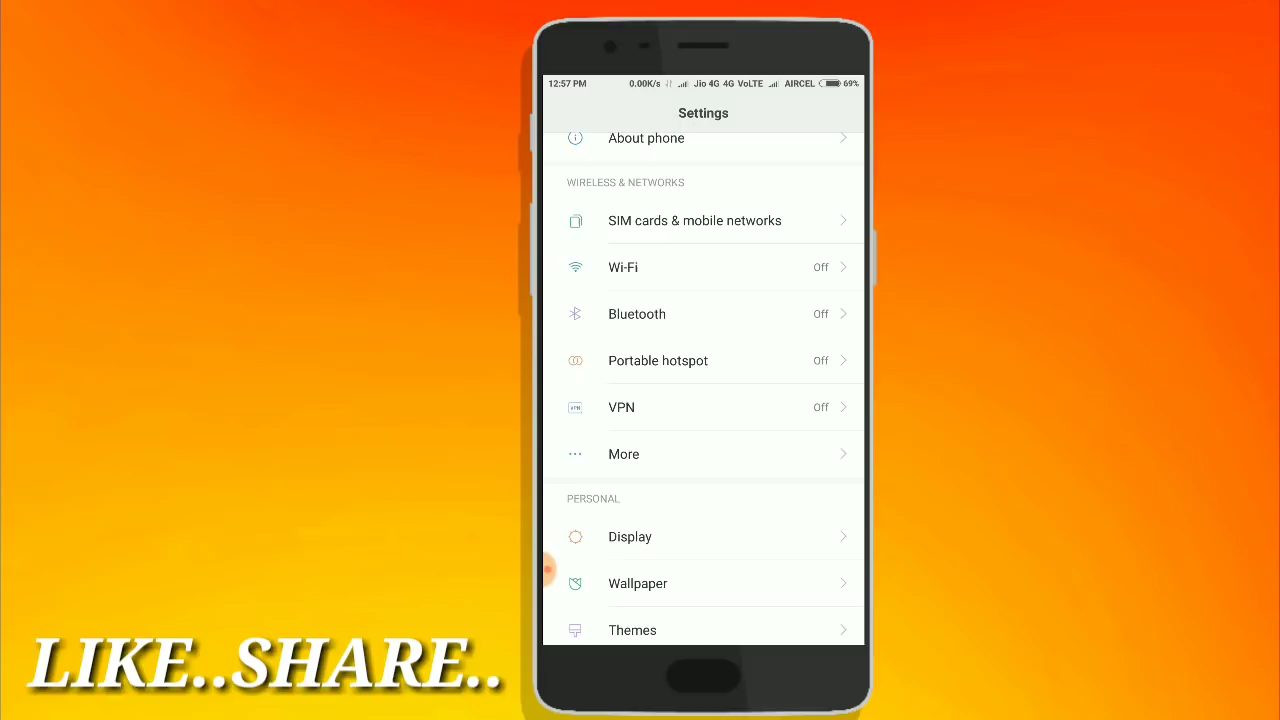 12:57 PM 0.00K/s Jio 4G 4G VoLTE AIRCEL 69%
Settings
About phone
WIRELESS & NETWORKS
SIM cards & mobile networks
Wi-Fi Off
Bluetooth Off
Portable hotspot Off
VPN VPN Off
More
PERSONAL
Display
Wallpaper
Themes
LIKE..SHARE..